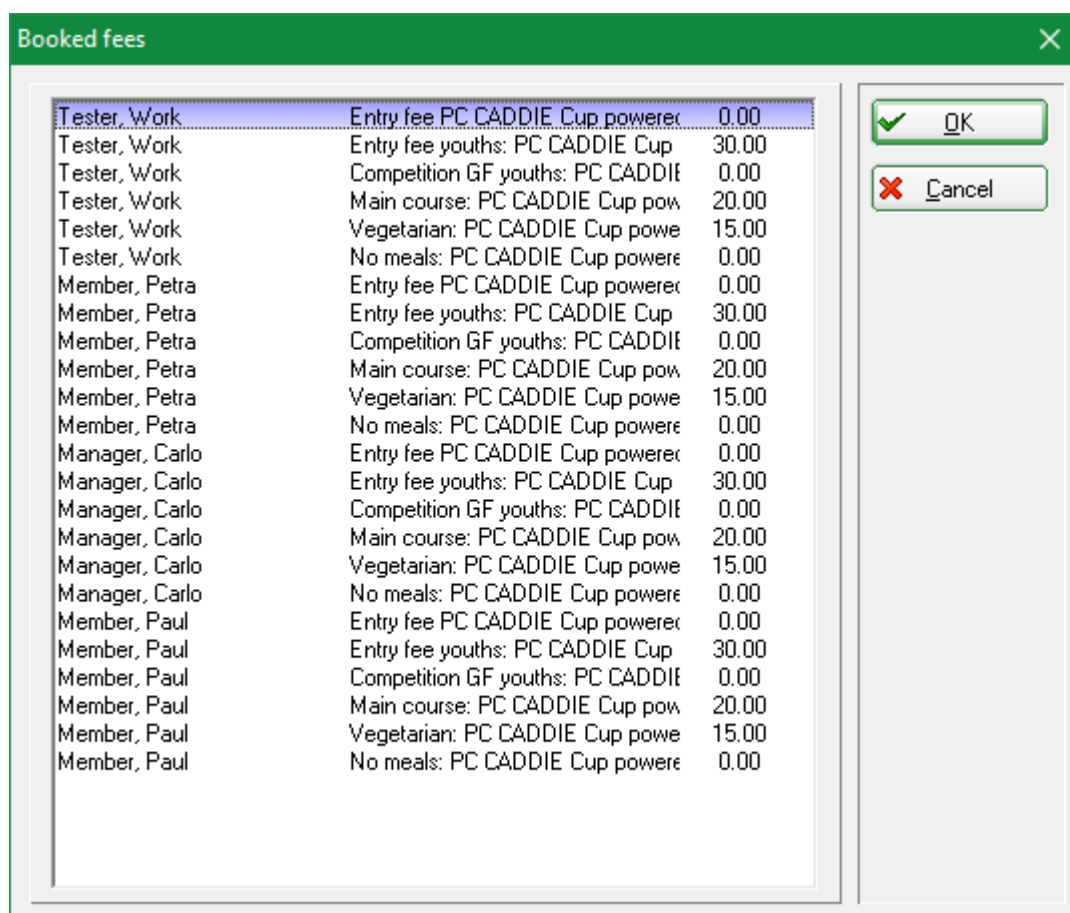 Booked fees
Tester, Work Entry fee PC CADDIE Cup powered 0.00
Tester, Work Entry fee youths: PC CADDIE Cup 30.00
Tester, Work Competition GF youths: PC CADDIE 0.00
Tester, Work Main course: PC CADDIE Cup pow 20.00
Tester, Work Vegetarian: PC CADDIE Cup powe 15.00
Tester, Work No meals: PC CADDIE Cup powere 0.00
Member, Petra Entry fee PC CADDIE Cup powered 0.00
Member, Petra Entry fee youths: PC CADDIE Cup 30.00
Member, Petra Competition GF youths: PC CADDIE 0.00
Member, Petra Main course: PC CADDIE Cup pow 20.00
Member, Petra Vegetarian: PC CADDIE Cup powe 15.00
Member, Petra No meals: PC CADDIE Cup powere 0.00
Manager, Carlo Entry fee PC CADDIE Cup powered 0.00
Manager, Carlo Entry fee youths: PC CADDIE Cup 30.00
Manager, Carlo Competition GF youths: PC CADDIE 0.00
Manager, Carlo Main course: PC CADDIE Cup pow 20.00
Manager, Carlo Vegetarian: PC CADDIE Cup powe 15.00
Manager, Carlo No meals: PC CADDIE Cup powere 0.00
Member, Paul Entry fee PC CADDIE Cup powered 0.00
Member, Paul Entry fee youths: PC CADDIE Cup 30.00
Member, Paul Competition GF youths: PC CADDIE 0.00
Member, Paul Main course: PC CADDIE Cup pow 20.00
Member, Paul Vegetarian: PC CADDIE Cup powe 15.00
Member, Paul No meals: PC CADDIE Cup powere 0.00
OK
Cancel